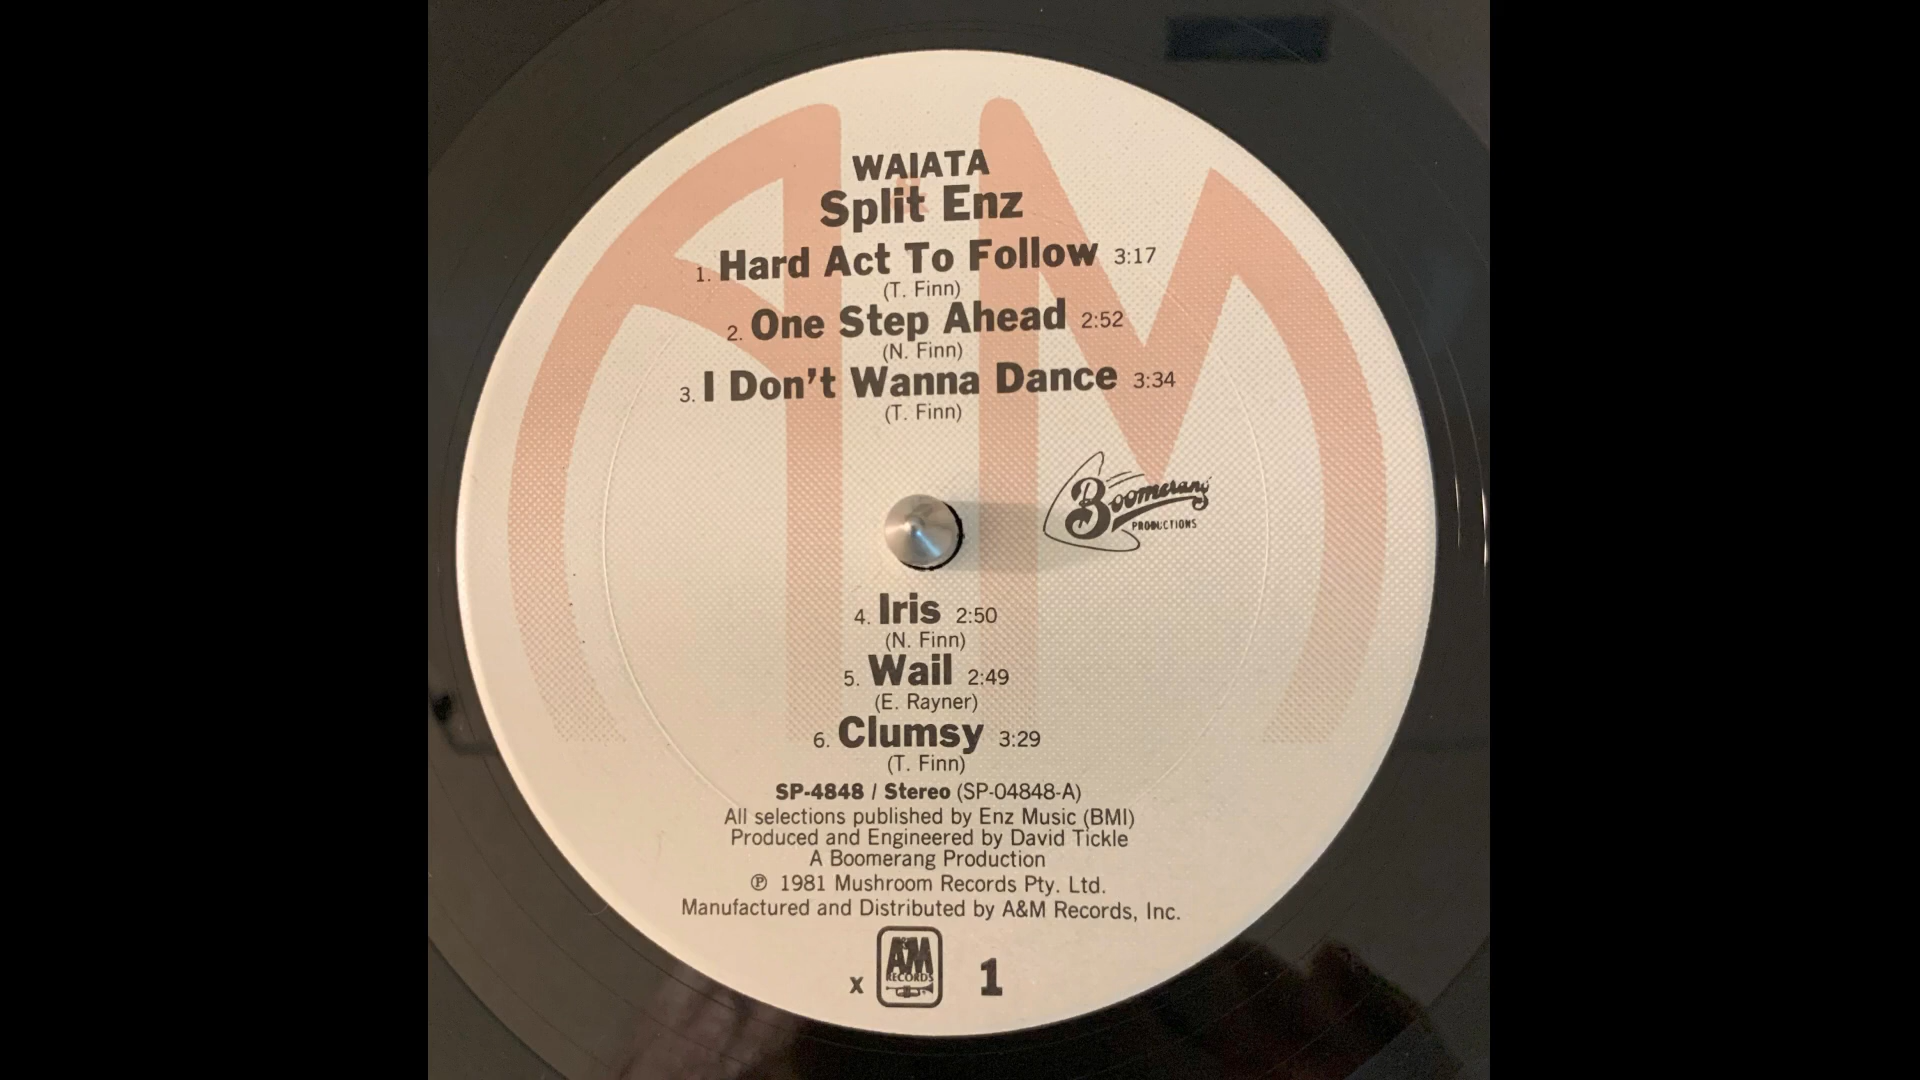 WAIATA
Split Enz
1. Hard Act To Follow 3:17
(T. Finn)
2. One Step Ahead 2:52
(N. Finn)
3. I Don't Wanna Dance 3:34
(T. Finn)
Boomerang
PRODUCTIONS
4. Iris 2:50
(N. Finn)
5. Wail 2:49
(E. Rayner)
6. Clumsy 3:29
(T. Finn)
SP-4848 / Stereo (SP-04848-A)
All selections published by Enz Music (BMI)
Produced and Engineered by David Tickle
A Boomerang Production
℗ 1981 Mushroom Records Pty. Ltd.
Manufactured and Distributed by A&M Records, Inc.
x A&M RECORDS 1